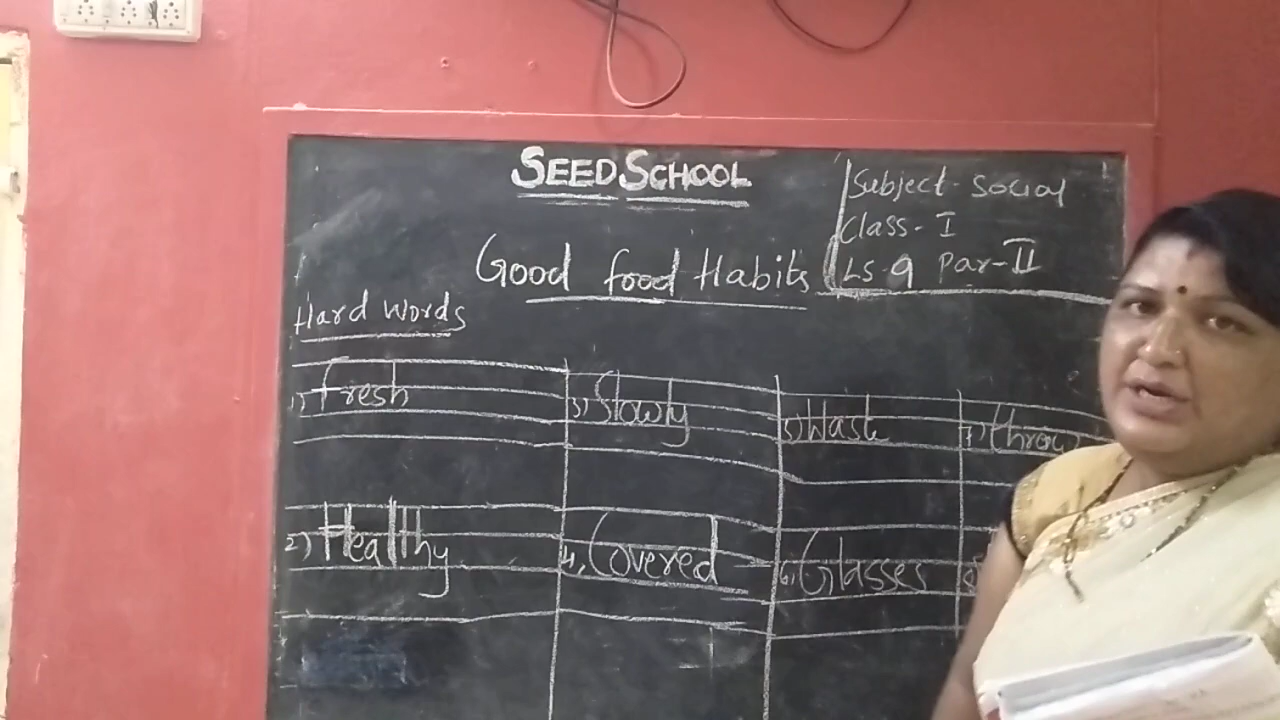 SEED SCHOOL
Subject- Social
Class- I
LS-9 Par-II
Good food Habits
Hard Words
1) Fresh
3) Slowly
5) Waste
7) throw
2) Healthy
4, Covered
6) Glasses